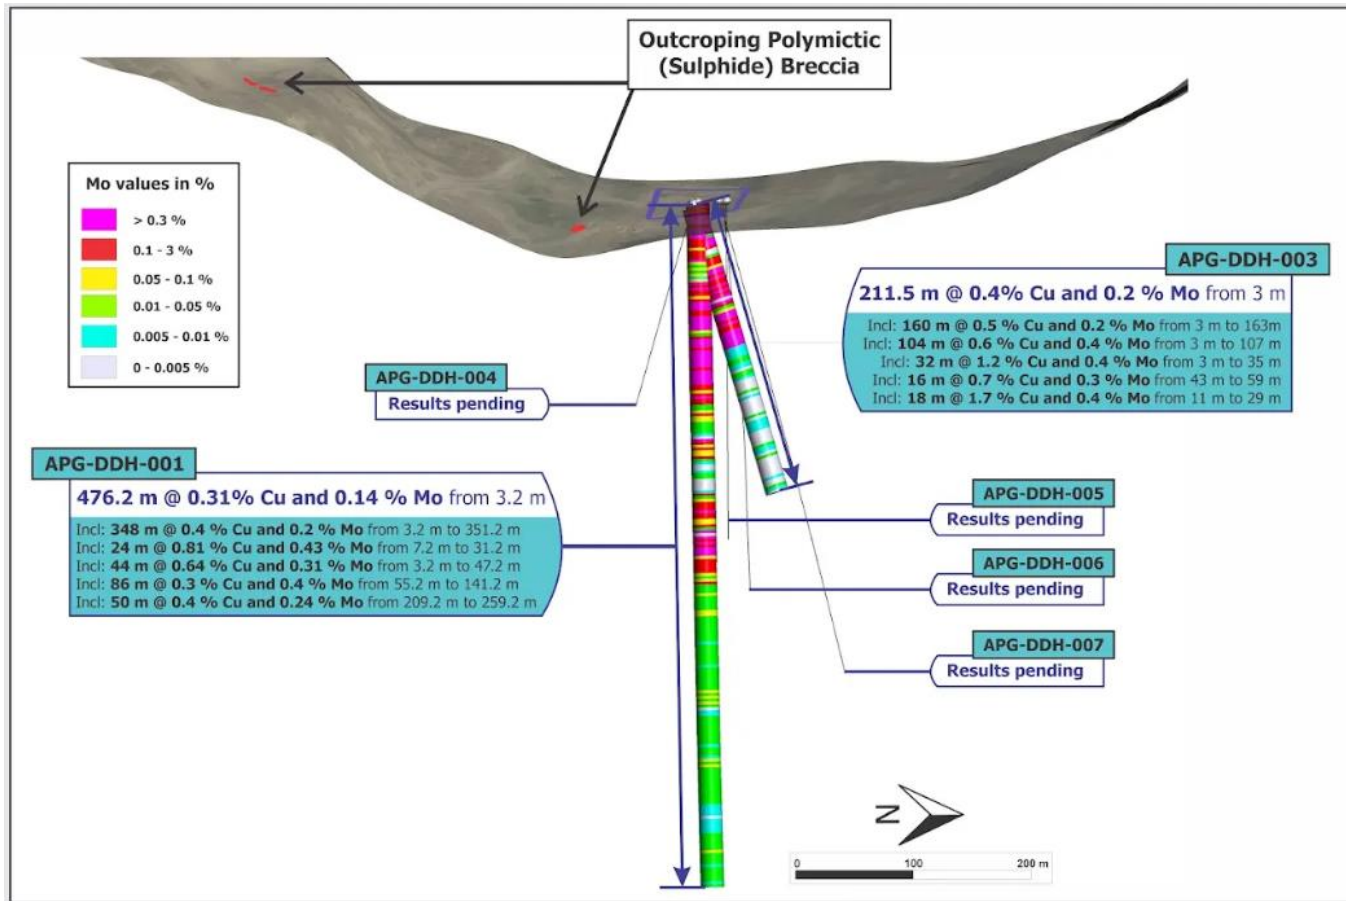 Outcroping Polymictic
(Sulphide) Breccia
Mo values in %
> 0.3 %
0.1 - 3 %
0.05 - 0.1 %
0.01 - 0.05 %
0.005 - 0.01 %
0 - 0.005 %
APG-DDH-003
211.5 m @ 0.4% Cu and 0.2 % Mo from 3 m
Incl: 160 m @ 0.5 % Cu and 0.2 % Mo from 3 m to 163m
Incl: 104 m @ 0.6 % Cu and 0.4 % Mo from 3 m to 107 m
Incl: 32 m @ 1.2 % Cu and 0.4 % Mo from 3 m to 35 m
Incl: 16 m @ 0.7 % Cu and 0.3 % Mo from 43 m to 59 m
Incl: 18 m @ 1.7 % Cu and 0.4 % Mo from 11 m to 29 m
APG-DDH-004
Results pending
APG-DDH-001
476.2 m @ 0.31% Cu and 0.14 % Mo from 3.2 m
Incl: 348 m @ 0.4 % Cu and 0.2 % Mo from 3.2 m to 351.2 m
Incl: 24 m @ 0.81 % Cu and 0.43 % Mo from 7.2 m to 31.2 m
Incl: 44 m @ 0.64 % Cu and 0.31 % Mo from 3.2 m to 47.2 m
Incl: 86 m @ 0.3 % Cu and 0.4 % Mo from 55.2 m to 141.2 m
Incl: 50 m @ 0.4 % Cu and 0.24 % Mo from 209.2 m to 259.2 m
APG-DDH-005
Results pending
APG-DDH-006
Results pending
APG-DDH-007
Results pending
N
0 100 200 m